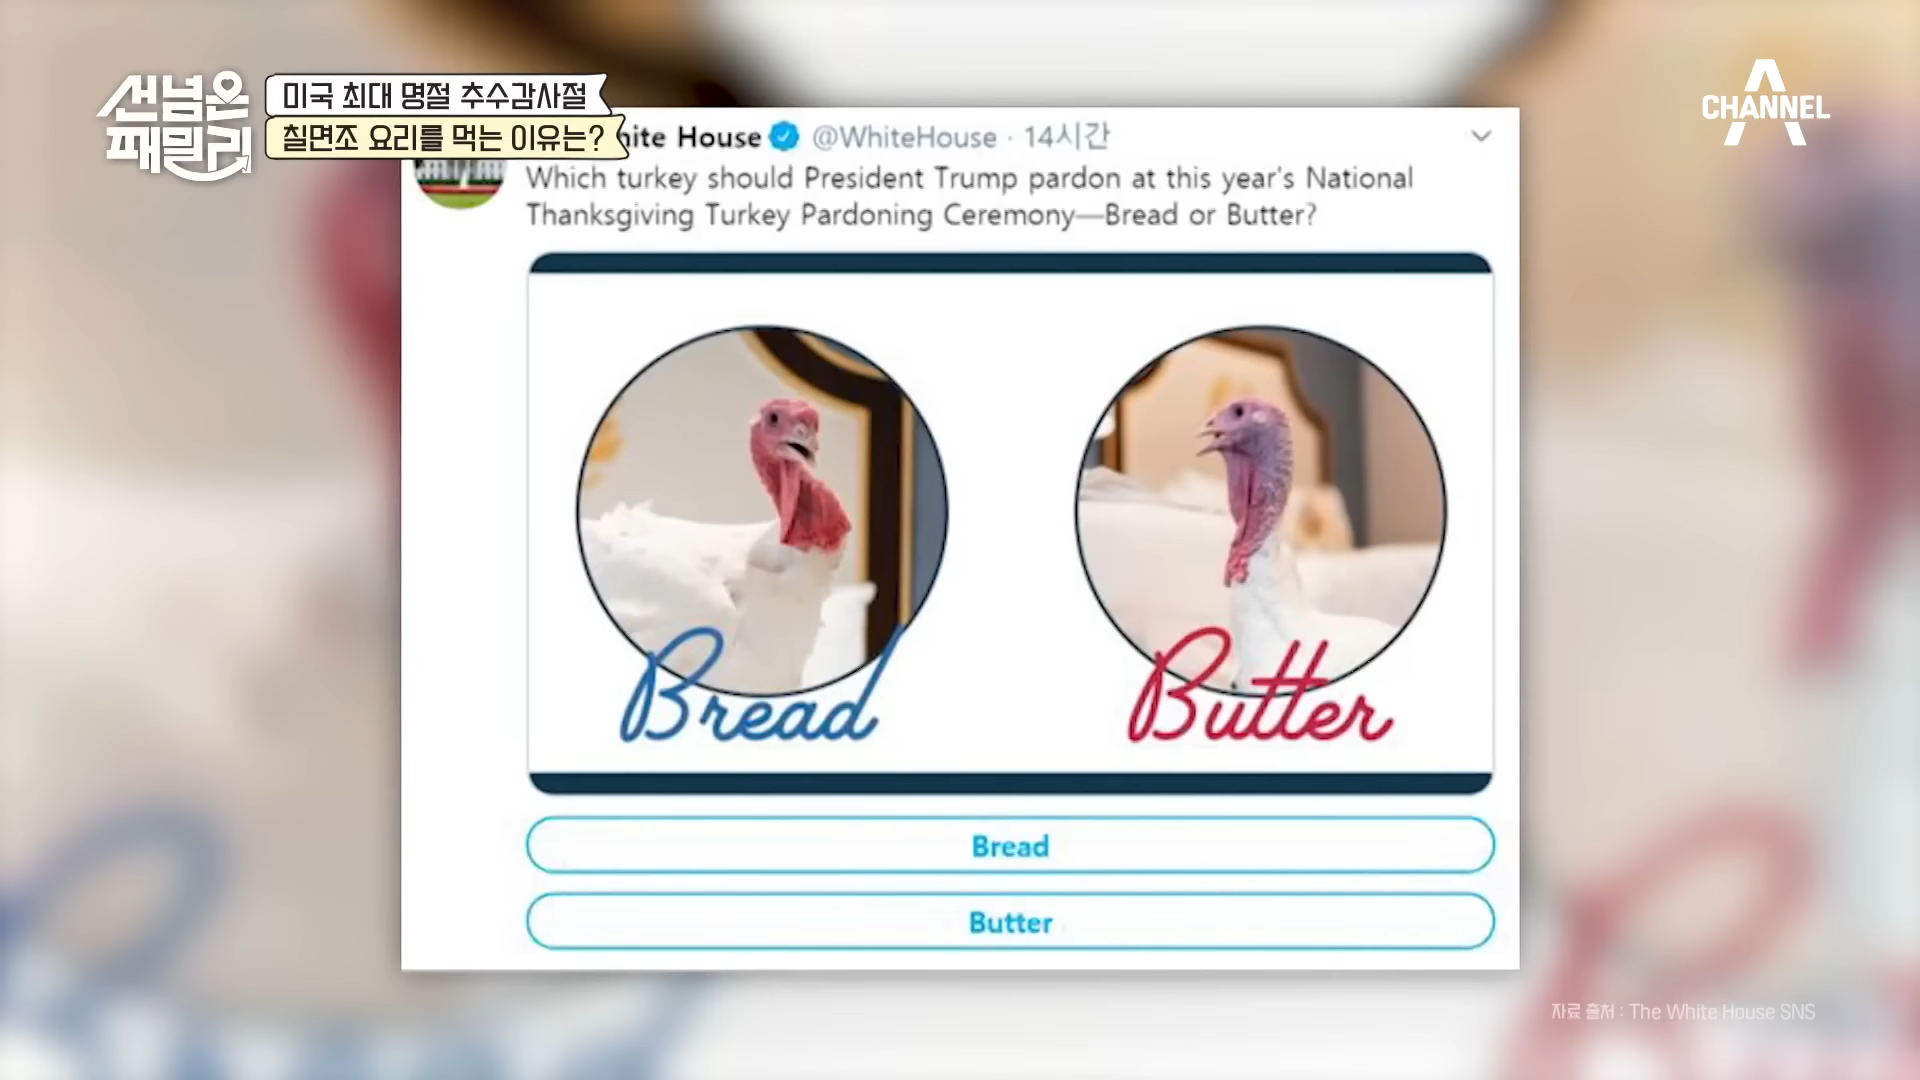 선넘은
패밀리
미국 최대 명절 추수감사절
칠면조 요리를 먹는 이유는?
CHANNEL A
White House @WhiteHouse · 14시간
Which turkey should President Trump pardon at this year's National
Thanksgiving Turkey Pardoning Ceremony—Bread or Butter?
Bread
Butter
Bread
Butter
자료 출처 : The White House SNS